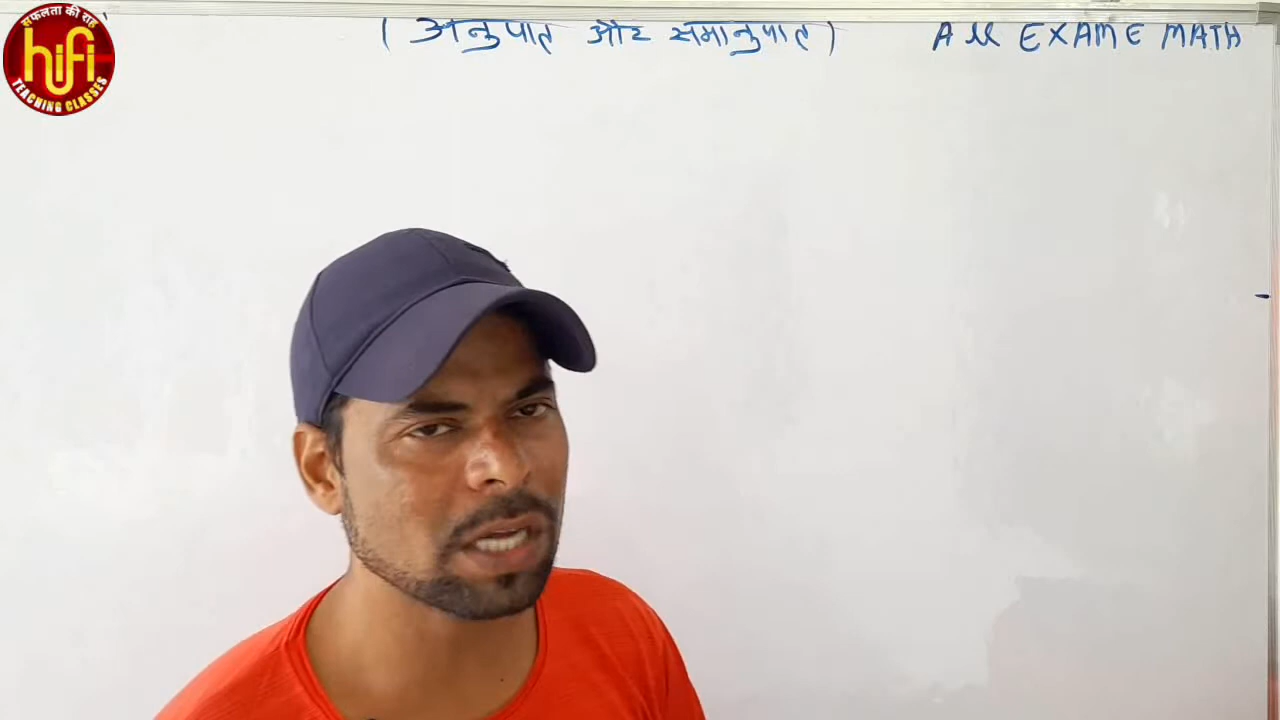 सफलता की राह
hifi
TEACHING CLASSES
( अनुपात और समानुपात ) All EXAME MATH